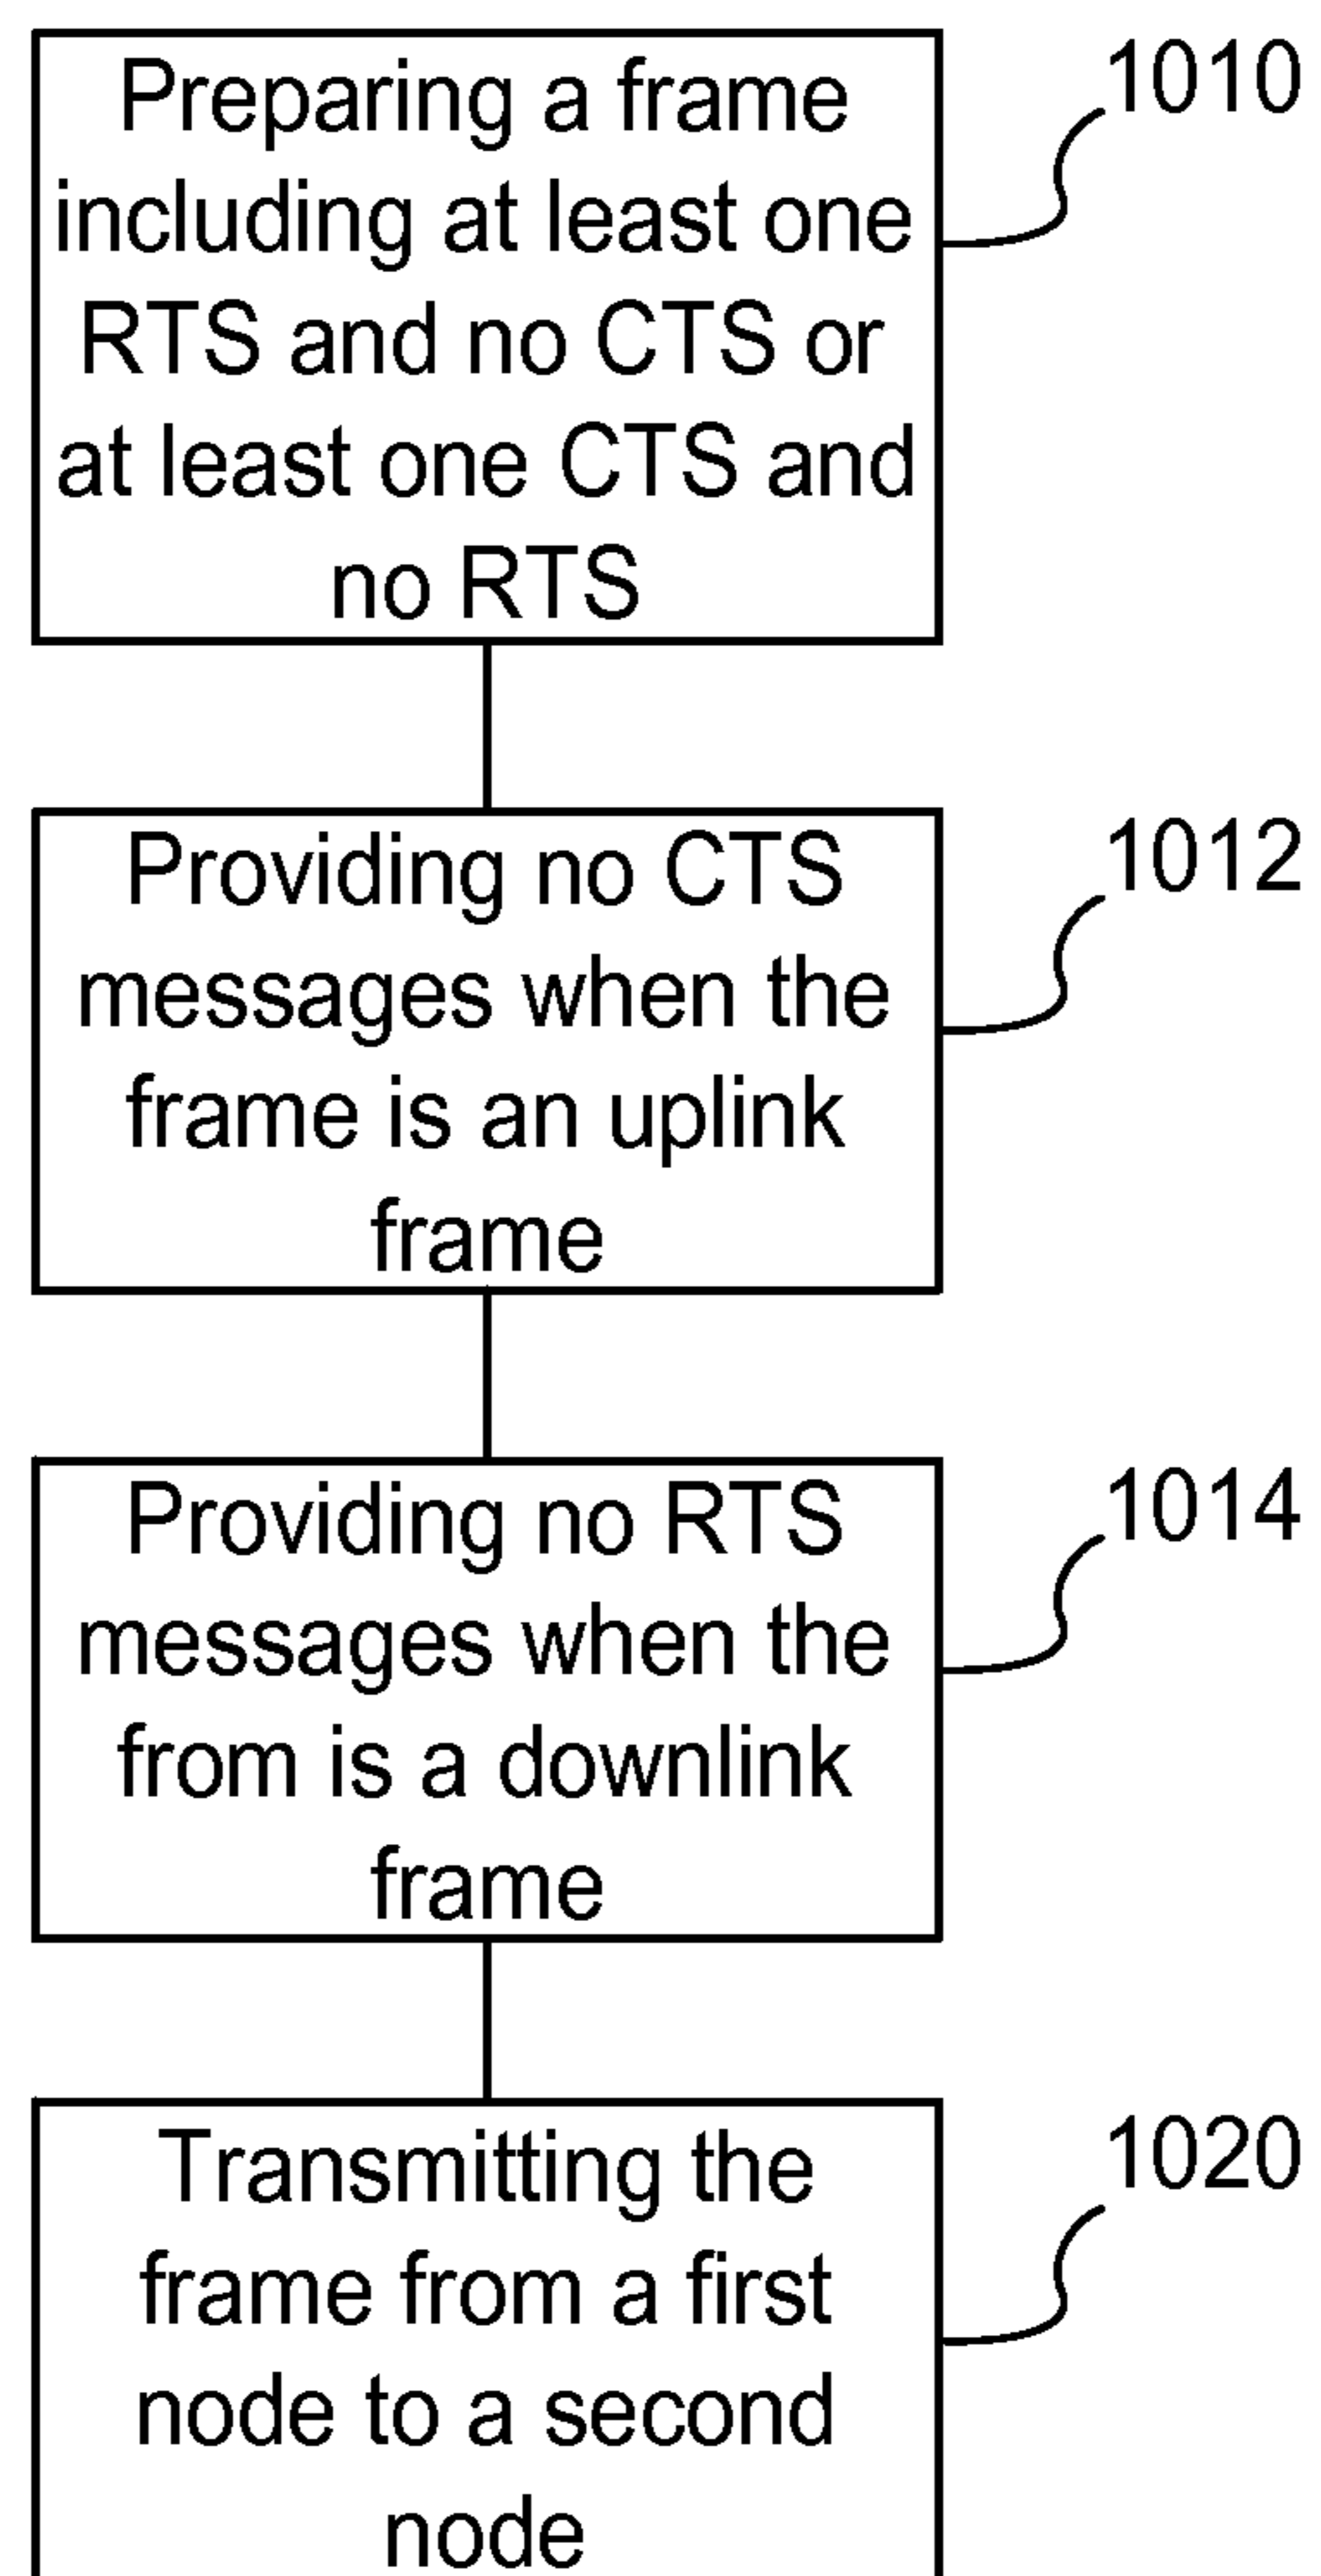 Preparing a frame
including at least one
RTS and no CTS or
at least one CTS and
no RTS
1010
Providing no CTS
messages when the
frame is an uplink
frame
1012
Providing no RTS
messages when the
from is a downlink
frame
1014
Transmitting the
frame from a first
node to a second
node
1020